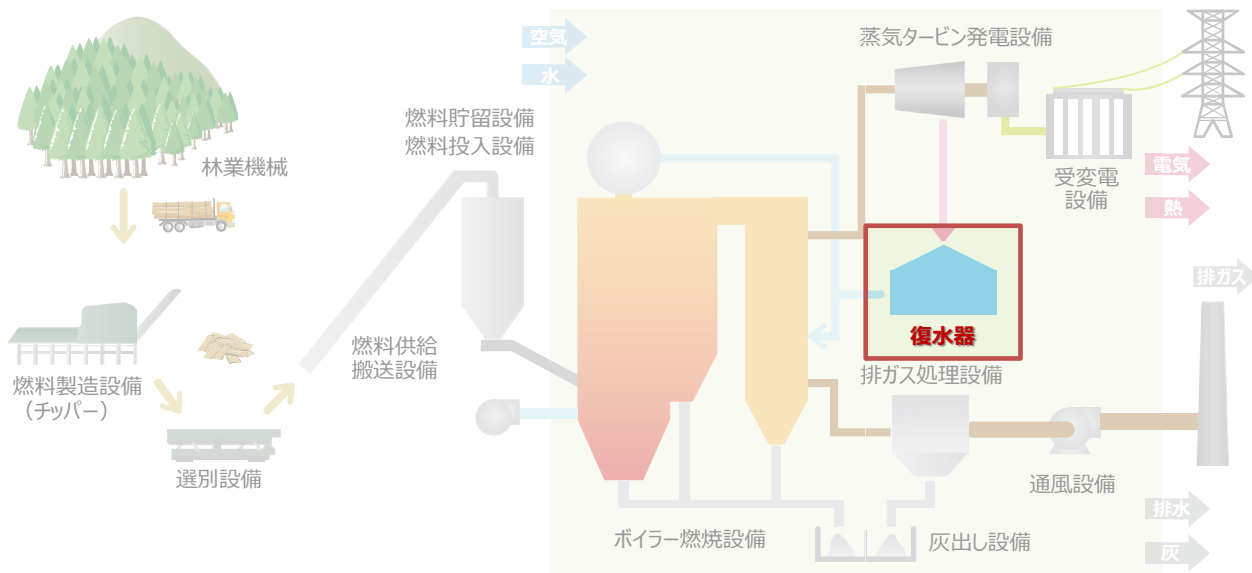 空気
水
蒸気タービン発電設備
燃料貯留設備
燃料投入設備
林業機械
電気
受変電
設備
熱
排ガス
復水器
燃料供給
搬送設備
排ガス処理設備
燃料製造設備
（チッパー）
選別設備
通風設備
排水
ボイラー燃焼設備
灰出し設備
灰